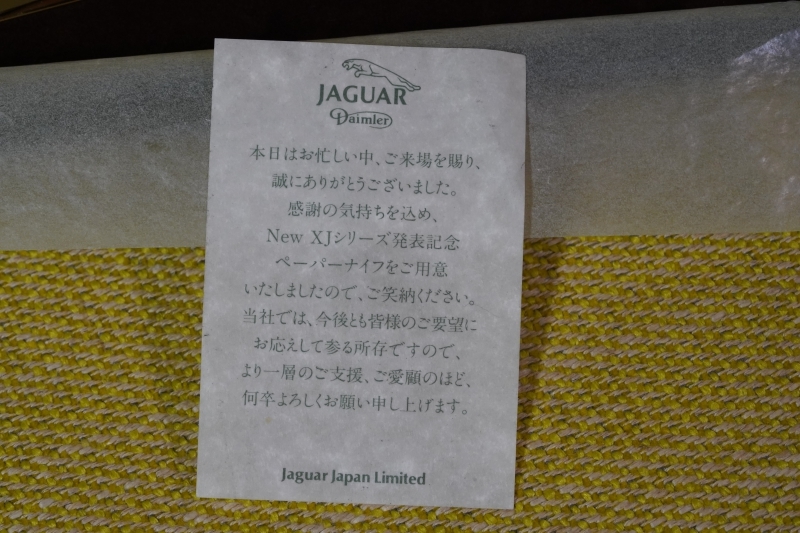 JAGUAR
Daimler
本日はお忙しい中、ご来場を賜り、
誠にありがとうございました。
感謝の気持ちを込め、
New XJシリーズ発表記念
ペーパーナイフをご用意
いたしましたので、ご笑納ください。
当社では、今後とも皆様のご要望に
お応えして参る所存ですので、
より一層のご支援、ご愛顧のほど、
何卒よろしくお願い申し上げます。
Jaguar Japan Limited